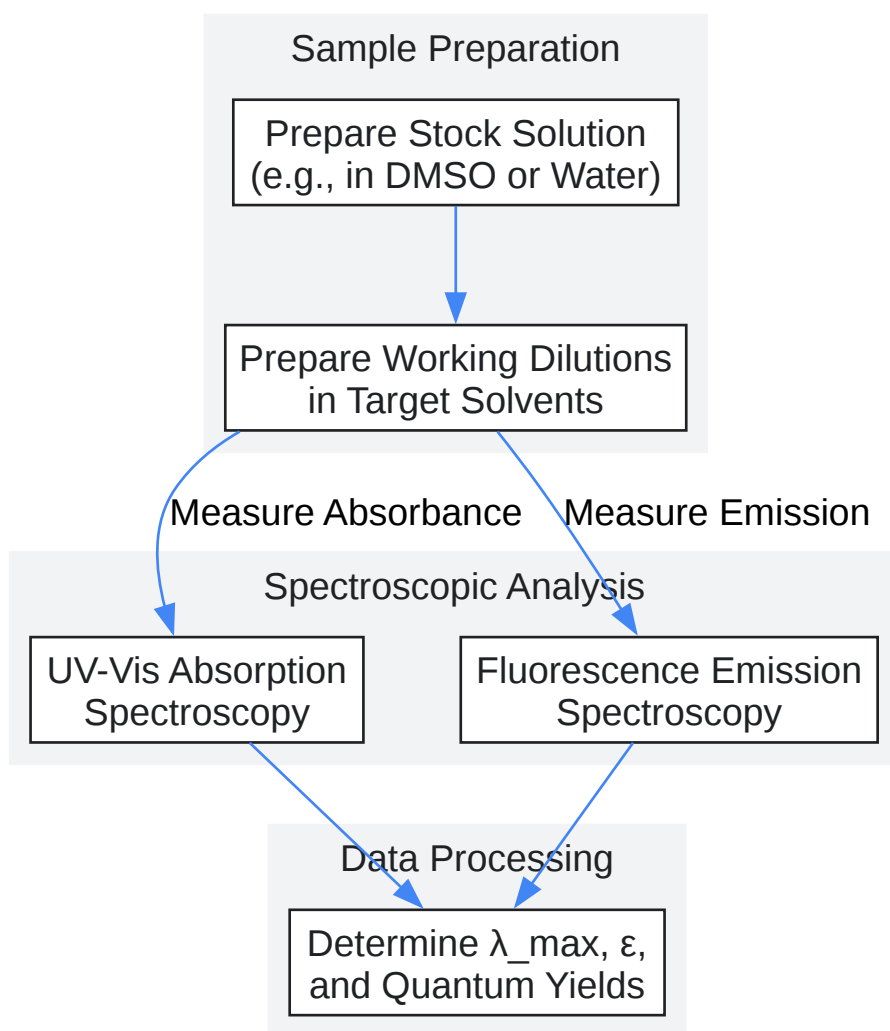 Sample Preparation
Prepare Stock Solution
(e.g., in DMSO or Water)
Prepare Working Dilutions
in Target Solvents
Measure Absorbance
Measure Emission
Spectroscopic Analysis
UV-Vis Absorption
Spectroscopy
Fluorescence Emission
Spectroscopy
Data Processing
Determine λ_max, ε,
and Quantum Yields